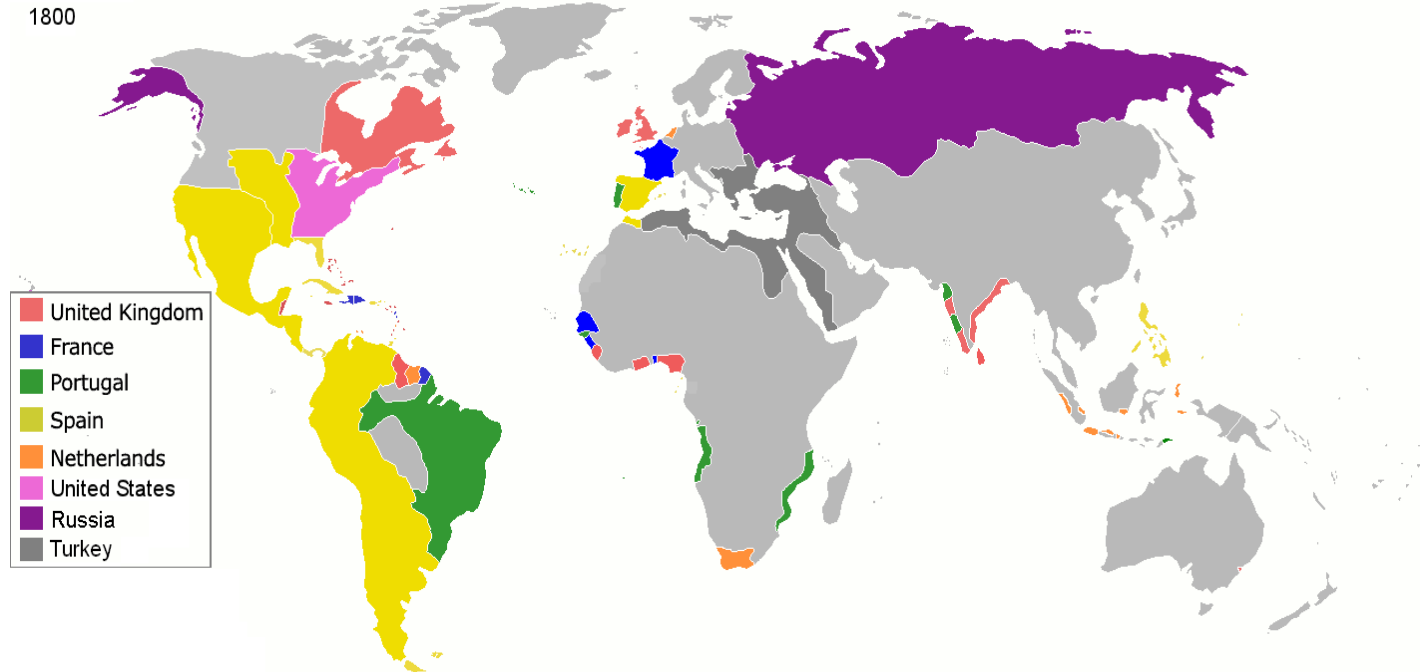 1800
United Kingdom
France
Portugal
Spain
Netherlands
United States
Russia
Turkey